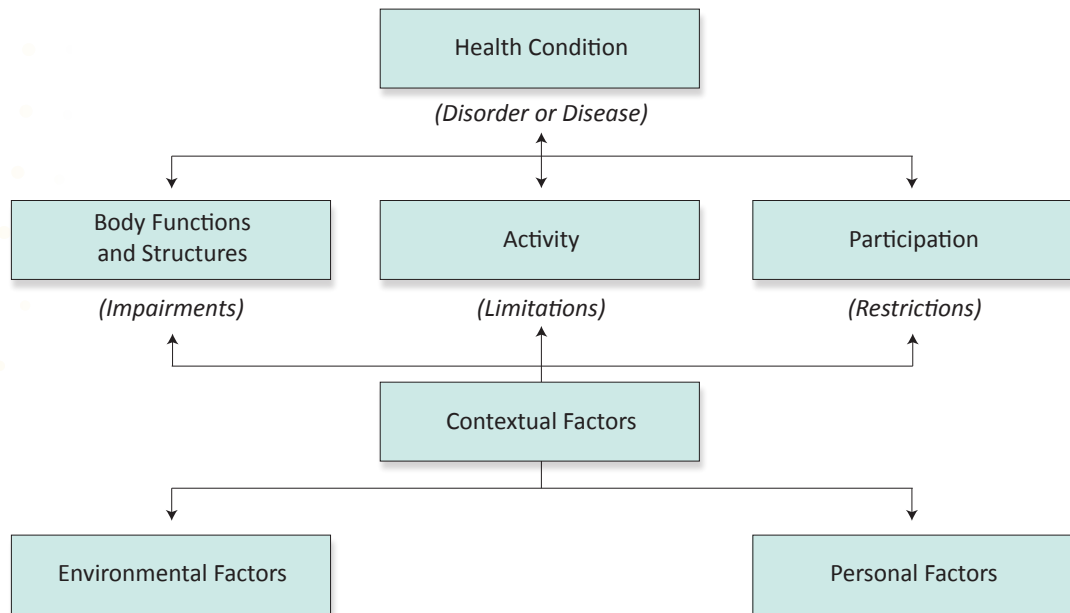 Health Condition
(Disorder or Disease)
Body Functions
and Structures
Activity
Participation
(Impairments)
(Limitations)
(Restrictions)
Contextual Factors
Environmental Factors
Personal Factors